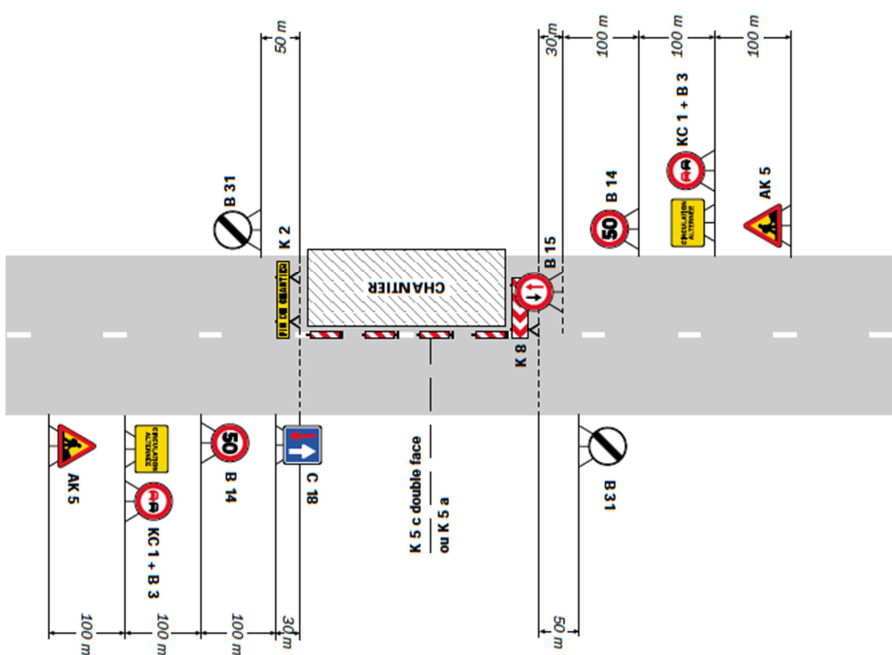 50 m
30 m
100 m
100 m
100 m
B 31
K 2
FIN DE CHANTIER
CHANTIER
B 15
K 8
50
B 14
KC 1 + B 3
CIRCULATION
ALTERNÉE
AK 5
AK 5
CIRCULATION
ALTERNÉE
KC 1 + B 3
50
B 14
C 18
K 5 c double face
ou K 5 a
B 31
100 m
100 m
100 m
30 m
50 m